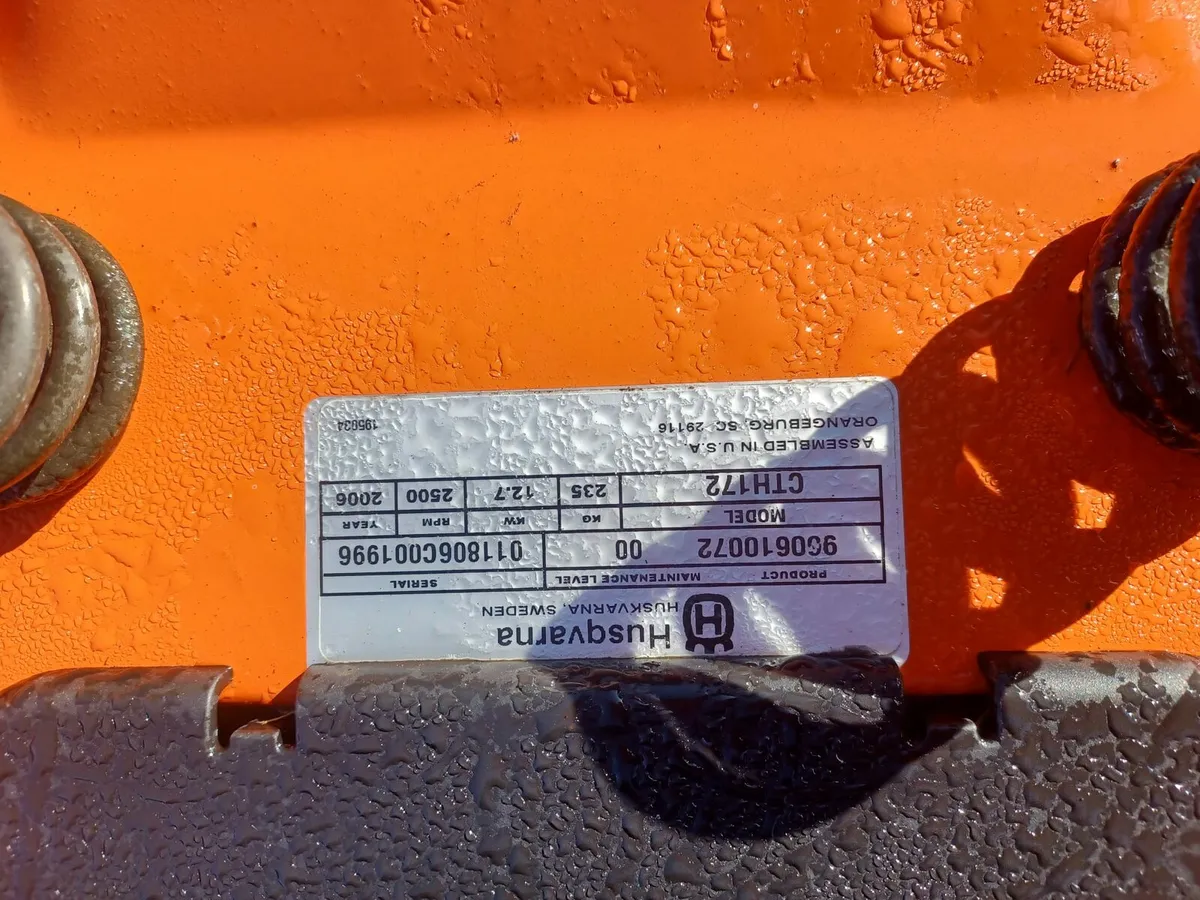 Husqvarna
HUSKVARNA, SWEDEN
PRODUCT MAINTENANCE LEVEL SERIAL
960610072 00 011806C001996
MODEL KG KW RPM YEAR
CTH172 235 12.7 2500 2006
ASSEMBLED IN U.S.A.
ORANGEBURG, SC 29116
195934